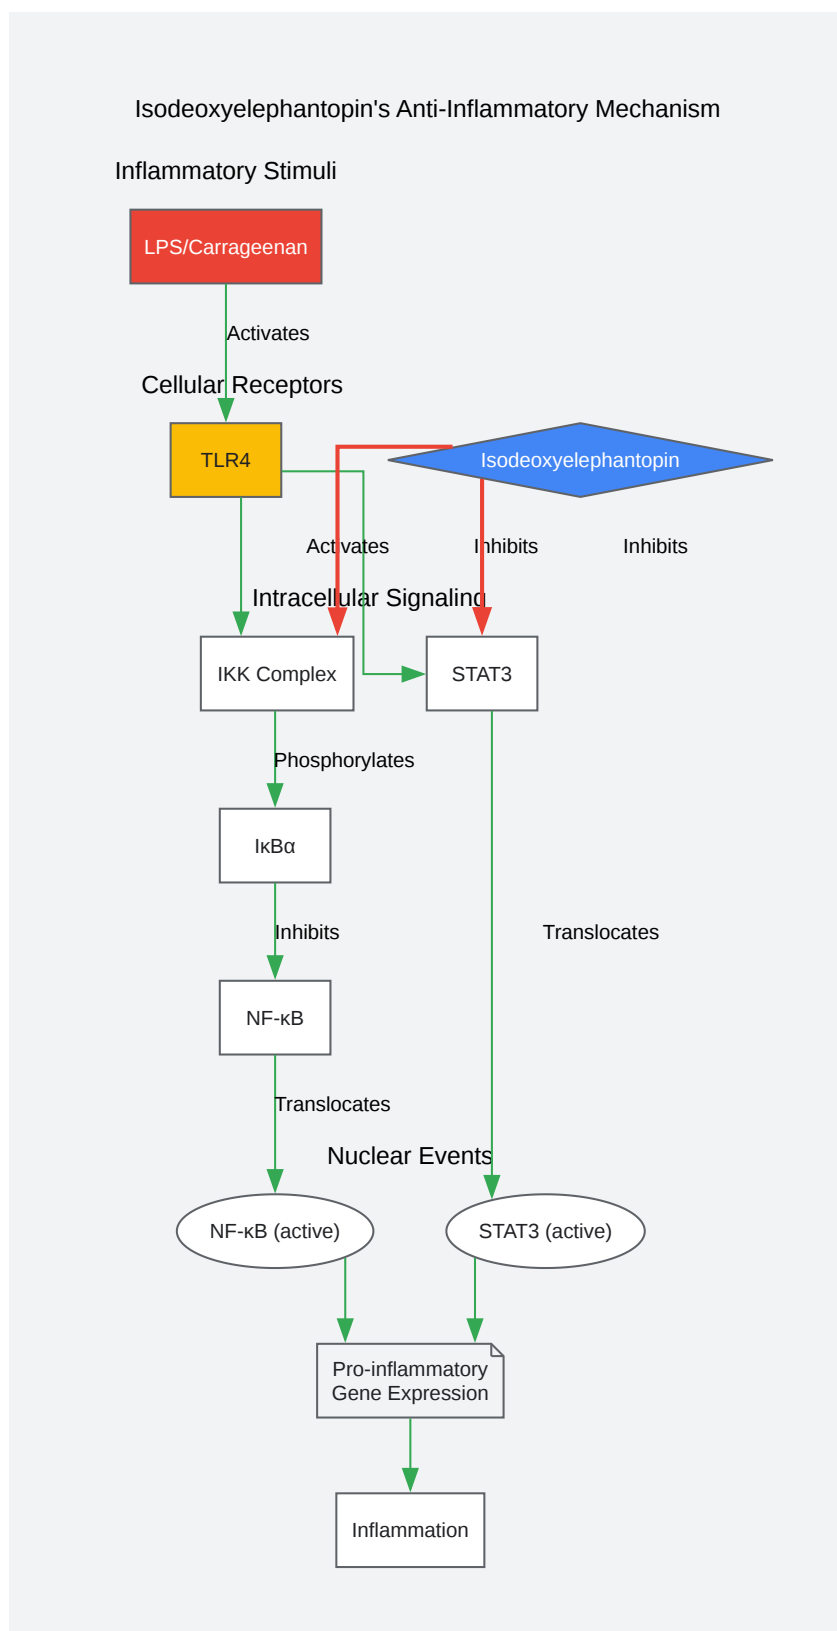 Isodeoxyelephantopin's Anti-Inflammatory Mechanism
Inflammatory Stimuli
LPS/Carrageenan
Activates
Cellular Receptors
TLR4
Isodeoxyelephantopin
Activates
Inhibits
Inhibits
Intracellular Signaling
IKK Complex
STAT3
Phosphorylates
IκBα
Inhibits
Translocates
NF-κB
Translocates
Nuclear Events
NF-κB (active)
STAT3 (active)
Pro-inflammatory
Gene Expression
Inflammation